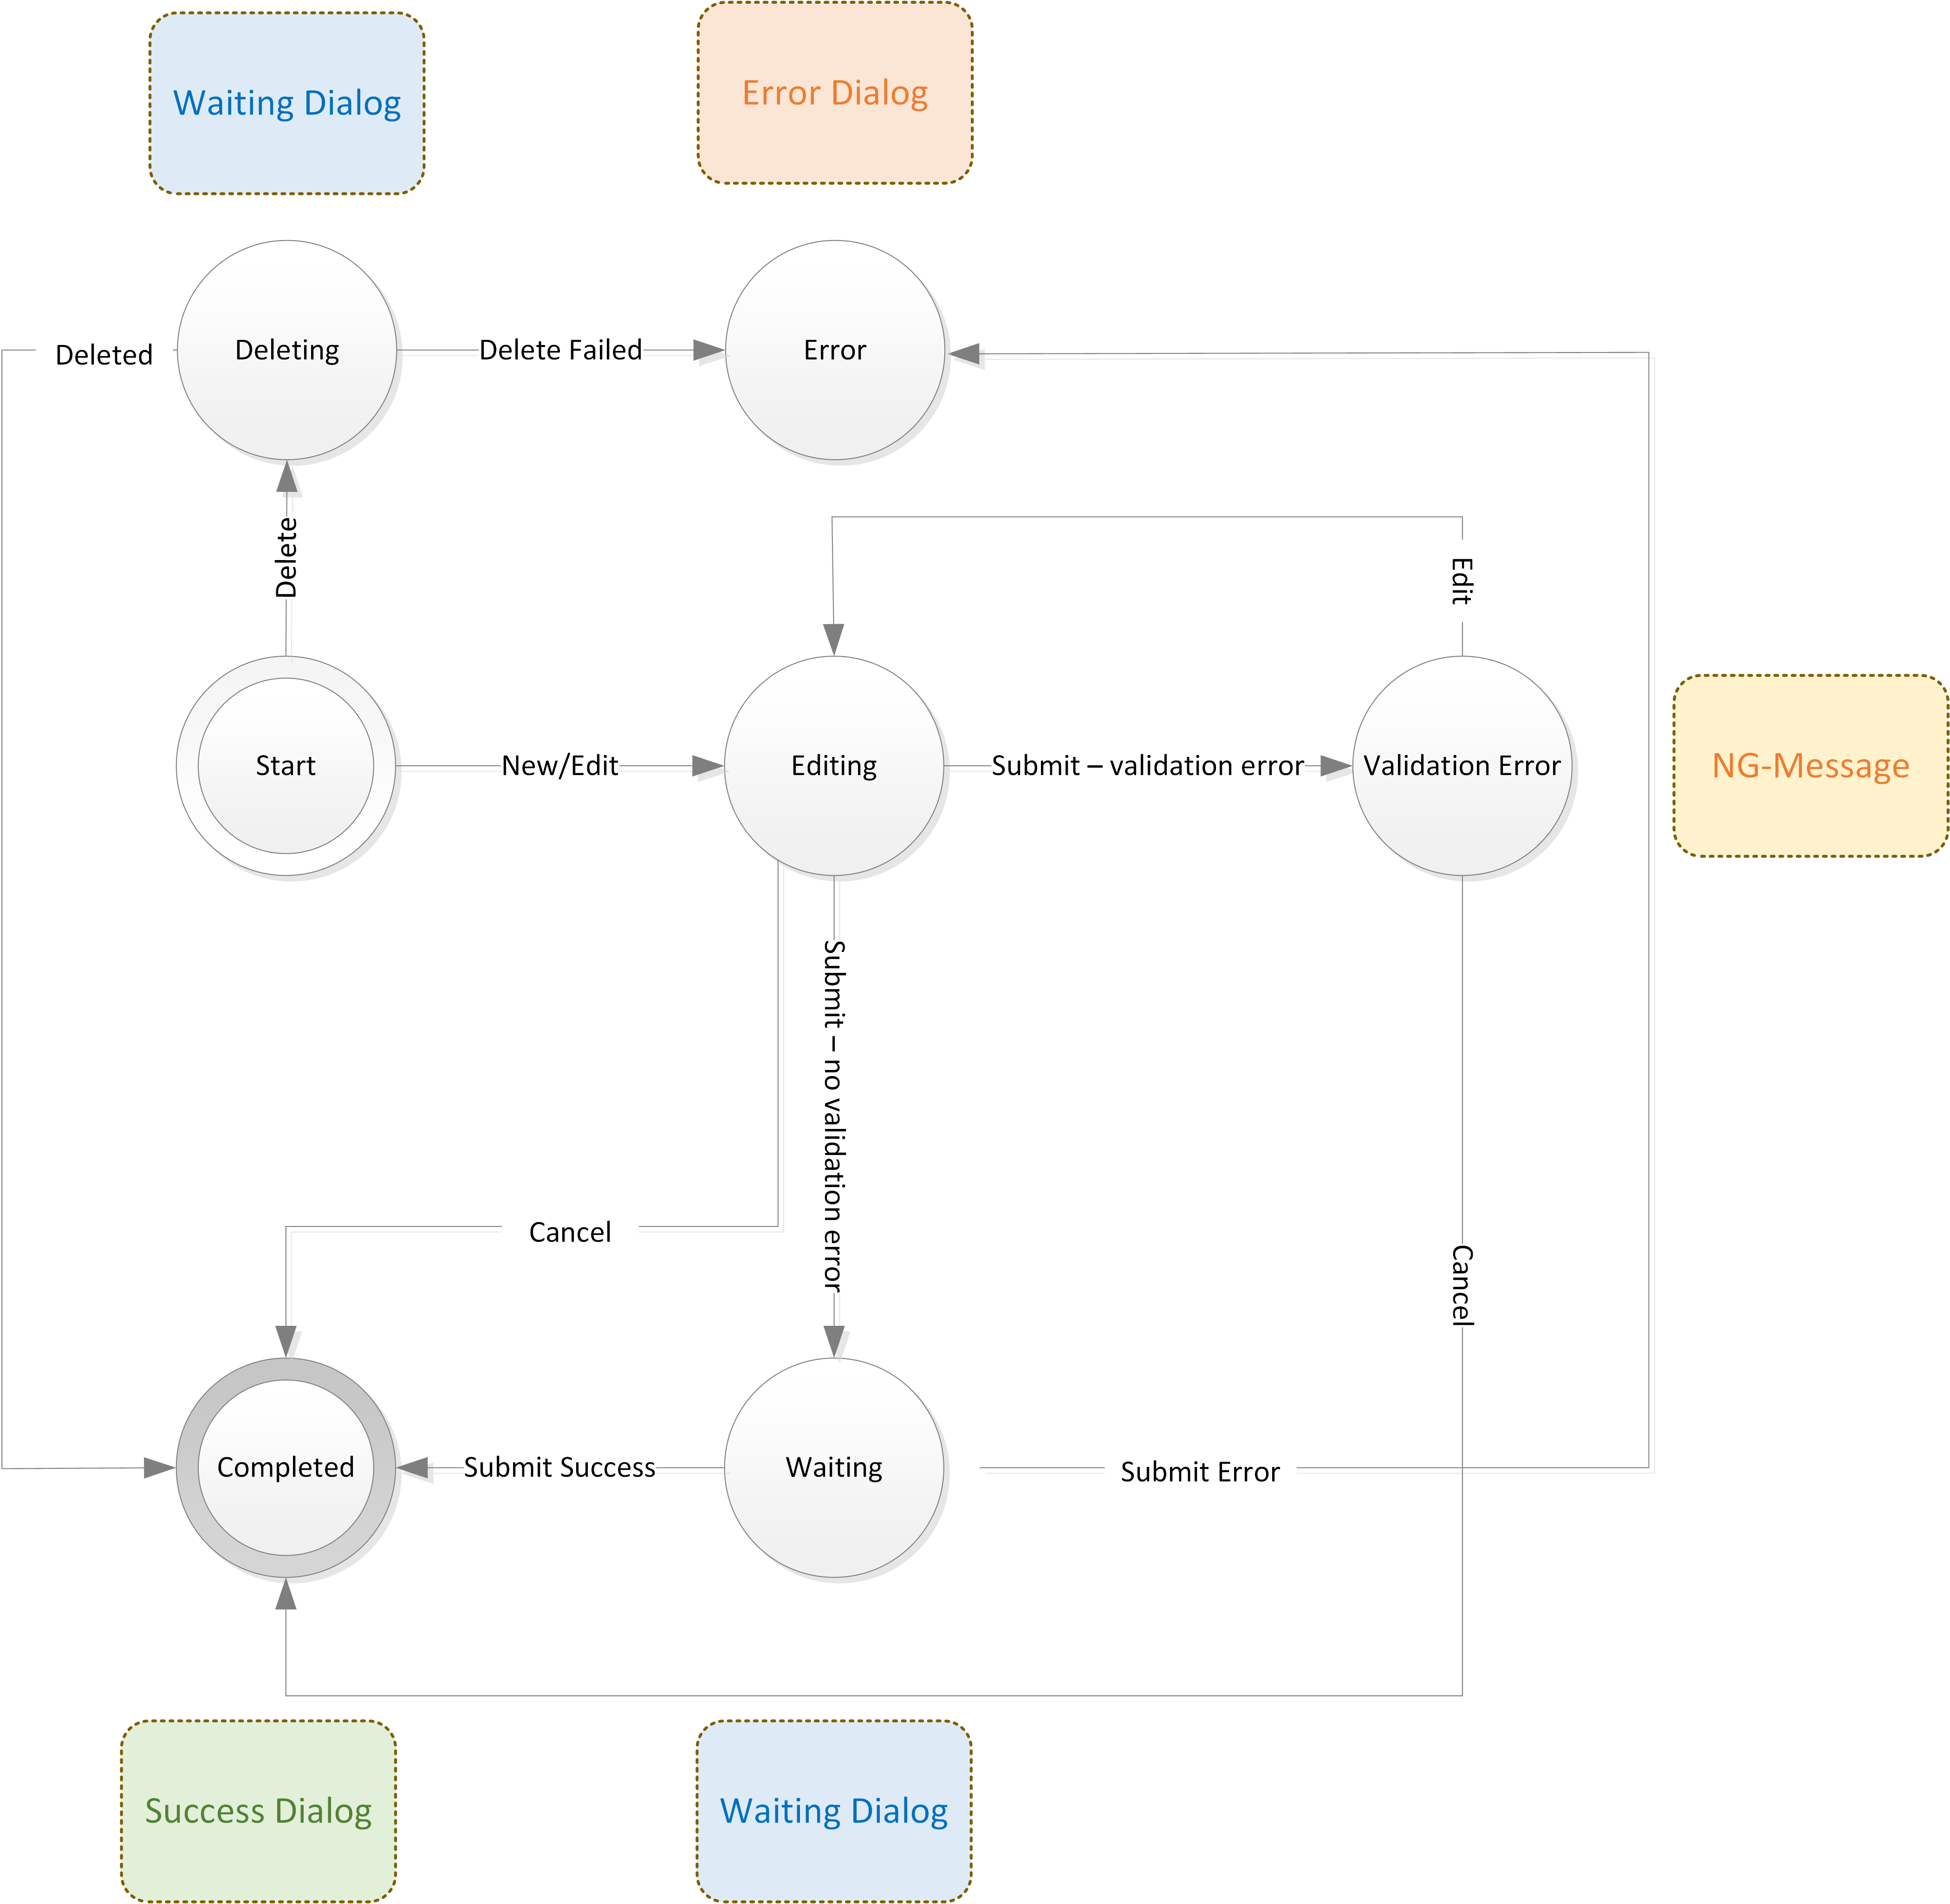 Waiting Dialog
Error Dialog
Deleted
Deleting
Delete Failed
Error
Delete
Edit
Start
New/Edit
Editing
Submit – validation error
Validation Error
NG-Message
Submit – no validation error
Cancel
Cancel
Completed
Submit Success
Waiting
Submit Error
Success Dialog
Waiting Dialog